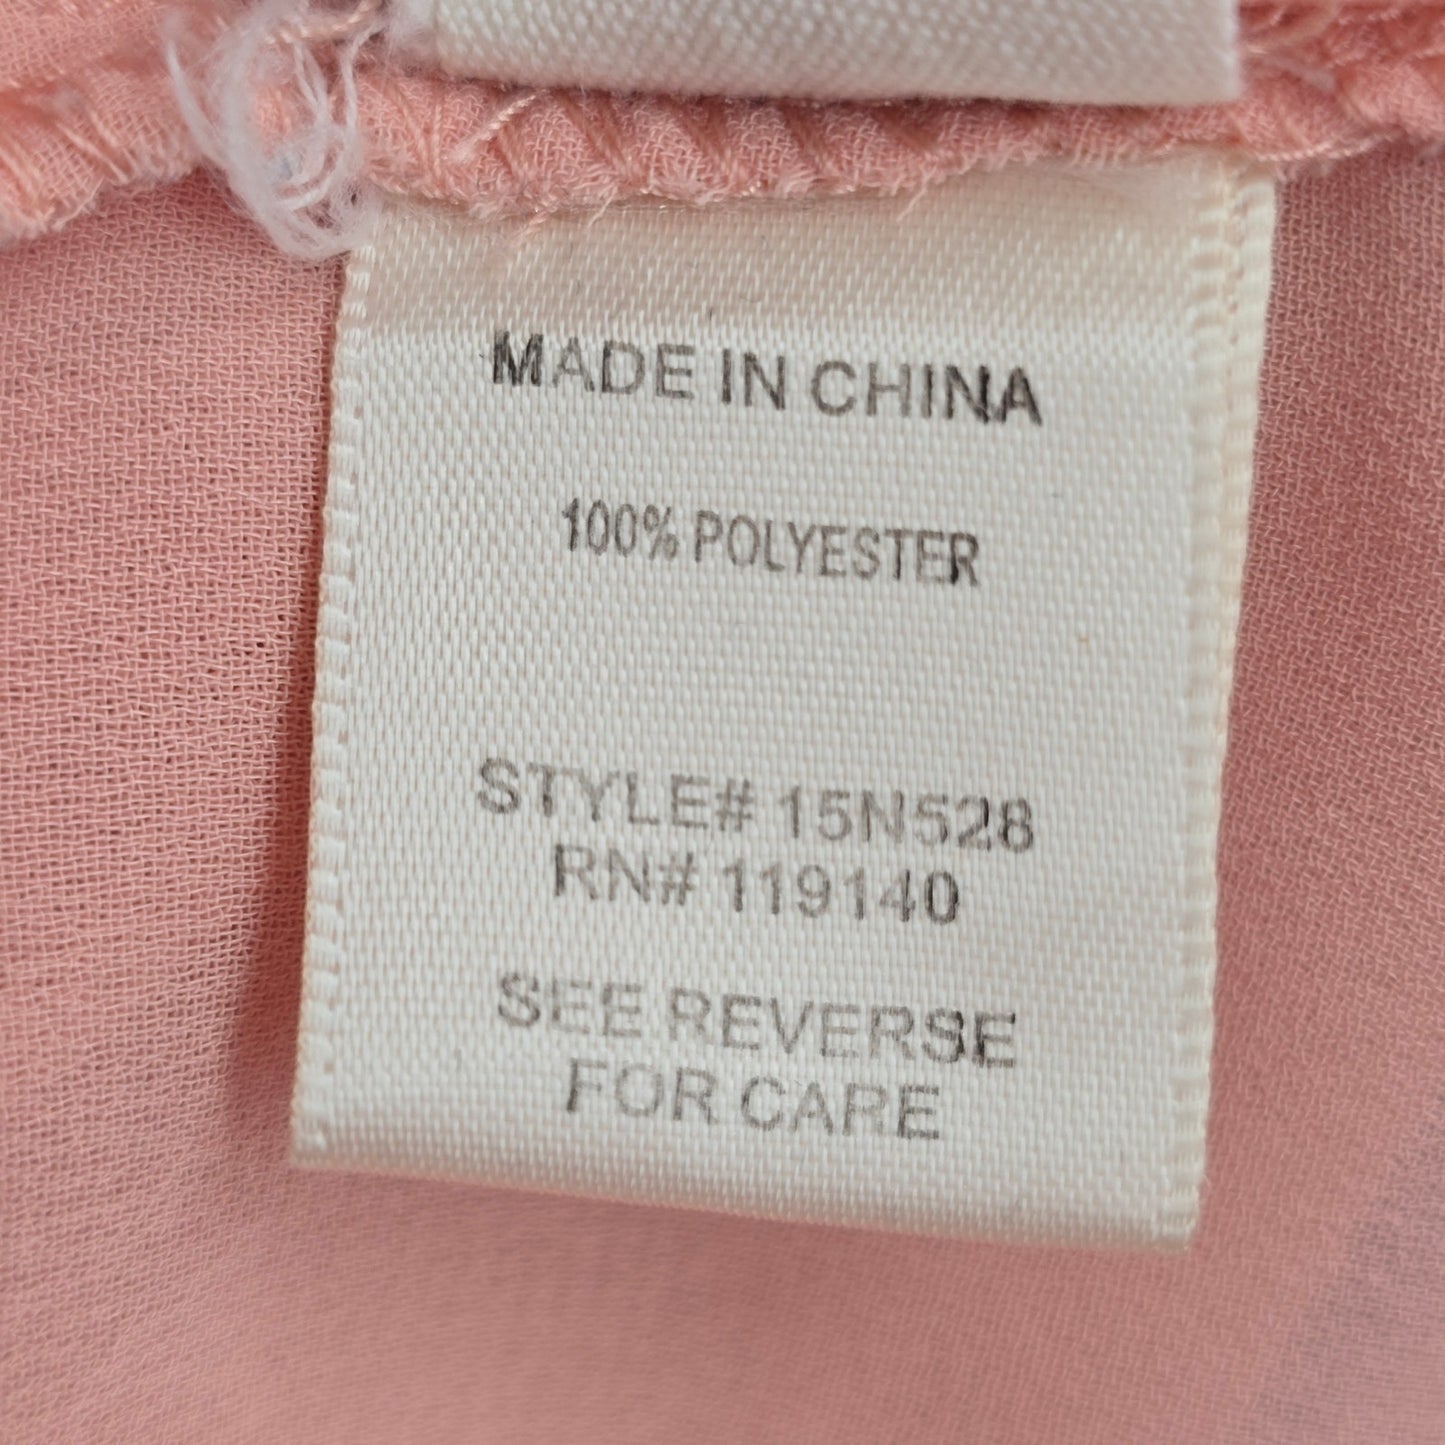 MADE IN CHINA
100% POLYESTER
STYLE# 15N528
RN# 119140
SEE REVERSE
FOR CARE